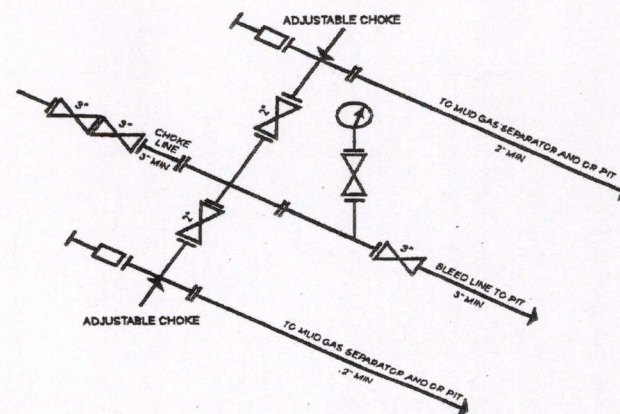 ADJUSTABLE CHOKE
TO MUD GAS SEPARATOR AND OR PIT
2" MIN
2"
3"
3"
CHOKE
LINE
3" MIN
2"
3"
BLEED LINE TO PIT
3" MIN
ADJUSTABLE CHOKE
TO MUD GAS SEPARATOR AND OR PIT
2" MIN